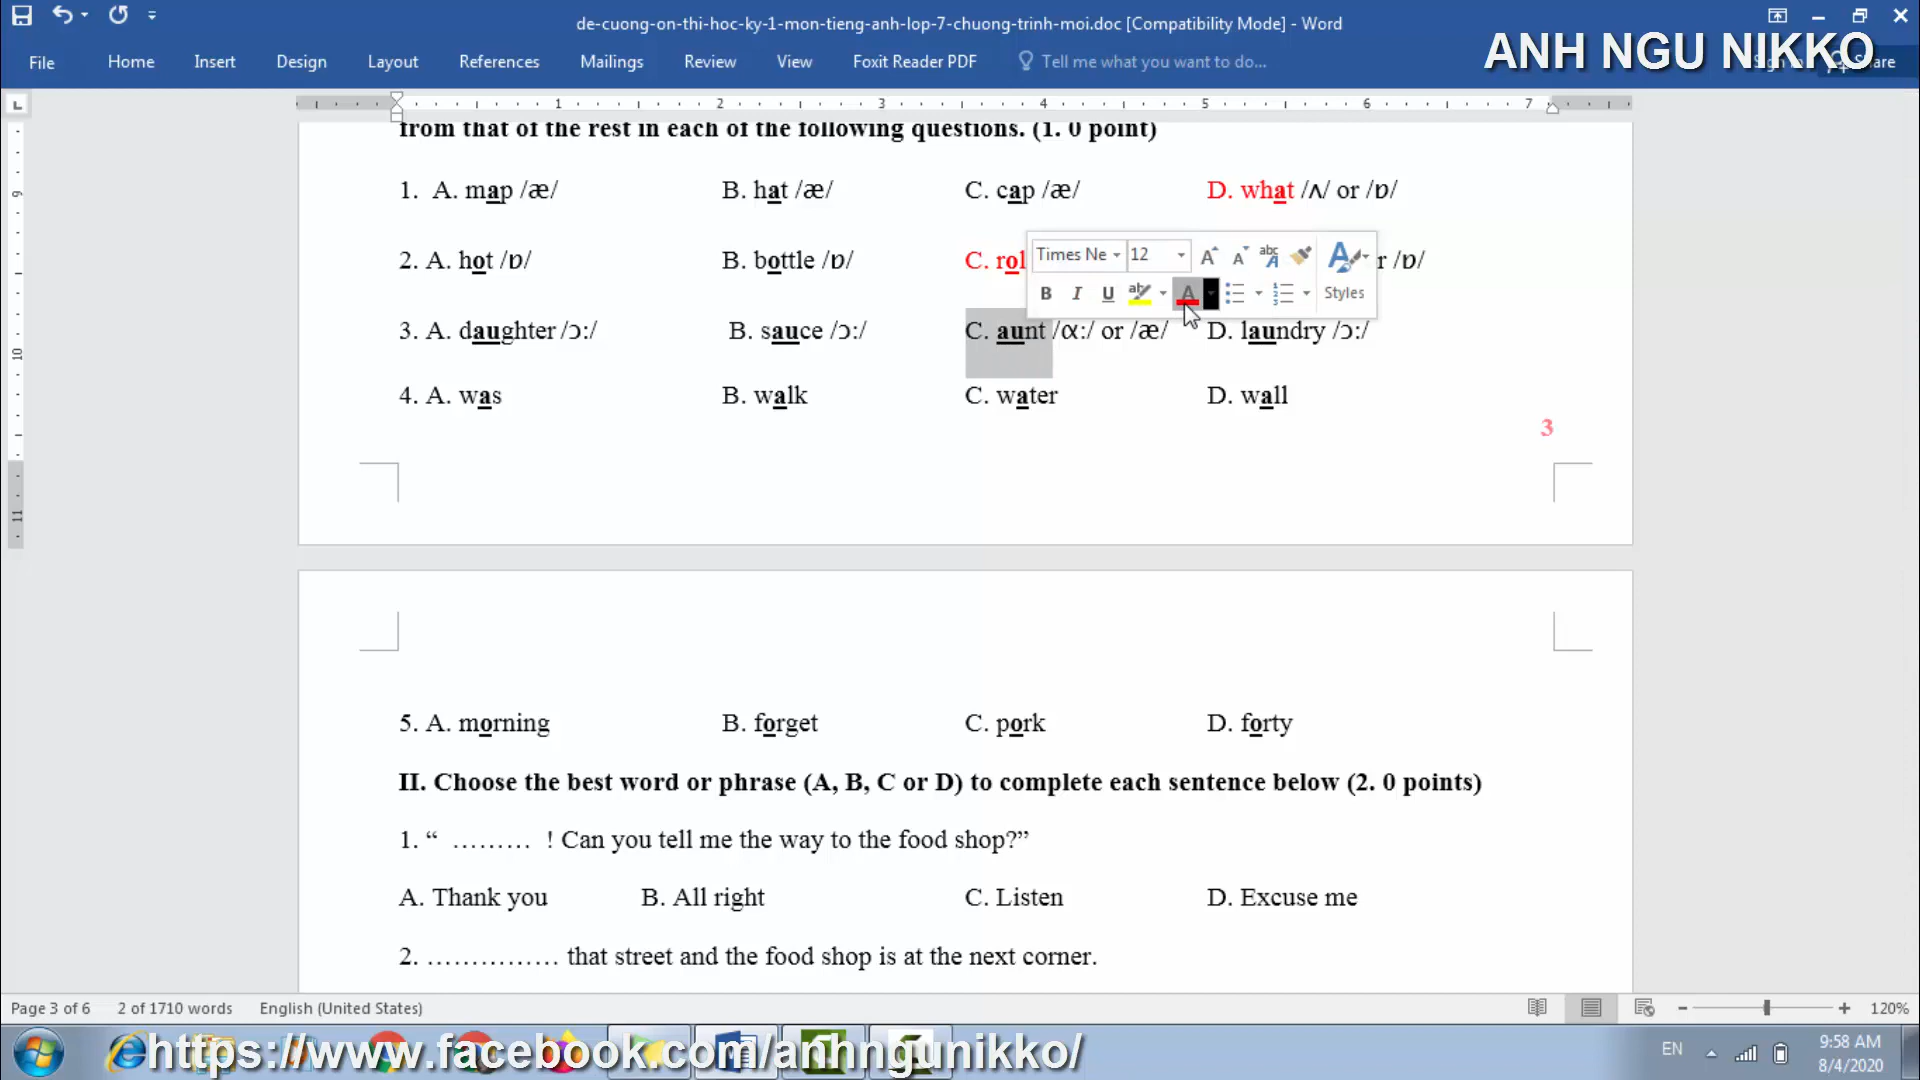 de-cuong-on-thi-hoc-ky-1-mon-tieng-anh-lop-7-chuong-trinh-moi.doc [Compatibility Mode] - Word
ANH NGU NIKKO
File Home Insert Design Layout References Mailings Review View Foxit Reader PDF Tell me what you want to do...
1 2 3 4 5 6 7
from that of the rest in each of the following questions. (1. 0 point)
1. A. map /æ/ B. hat /æ/ C. cap /æ/ D. what /ʌ/ or /ɒ/
Times Ne 12
2. A. hot /ɒ/ B. bottle /ɒ/ C. rol r /ɒ/
Styles
3. A. daughter /ɔ:/ B. sauce /ɔ:/ C. aunt /ɑ:/ or /æ/ D. laundry /ɔ:/
4. A. was B. walk C. water D. wall
3
5. A. morning B. forget C. pork D. forty
II. Choose the best word or phrase (A, B, C or D) to complete each sentence below (2. 0 points)
1. “ ……… ! Can you tell me the way to the food shop?”
A. Thank you B. All right C. Listen D. Excuse me
2. …………… that street and the food shop is at the next corner.
Page 3 of 6 2 of 1710 words English (United States) 120%
https://www.facebook.com/anhngunikko/
EN 9:58 AM
8/4/2020